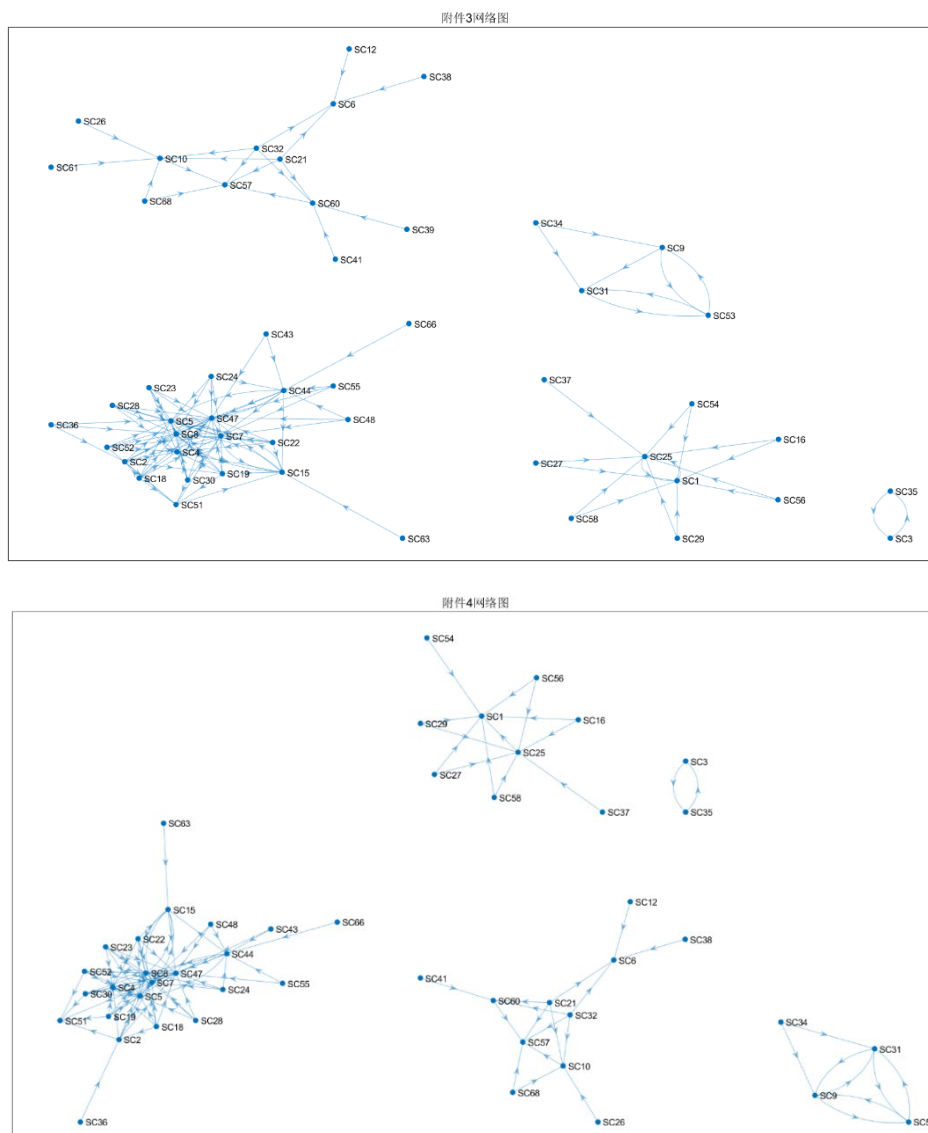 附件3网络图
SC12
SC38
SC6
SC26
SC32
SC10
SC21
SC61
SC57
SC68
SC60
SC39
SC41
SC34
SC9
SC31
SC53
SC66
SC43
SC24
SC23
SC44
SC55
SC28
SC47
SC48
SC36
SC5
SC8
SC7
SC22
SC52
SC4
SC2
SC15
SC18
SC30
SC19
SC51
SC63
SC37
SC54
SC16
SC25
SC27
SC1
SC56
SC58
SC29
SC35
SC3
附件4网络图
SC54
SC56
SC1
SC16
SC29
SC25
SC27
SC58
SC37
SC3
SC35
SC63
SC15
SC48
SC66
SC43
SC22
SC23
SC44
SC52
SC8
SC47
SC7
SC55
SC4
SC24
SC30
SC5
SC51
SC19
SC18
SC28
SC2
SC36
SC12
SC38
SC6
SC41
SC60
SC21
SC32
SC57
SC10
SC68
SC26
SC34
SC31
SC9